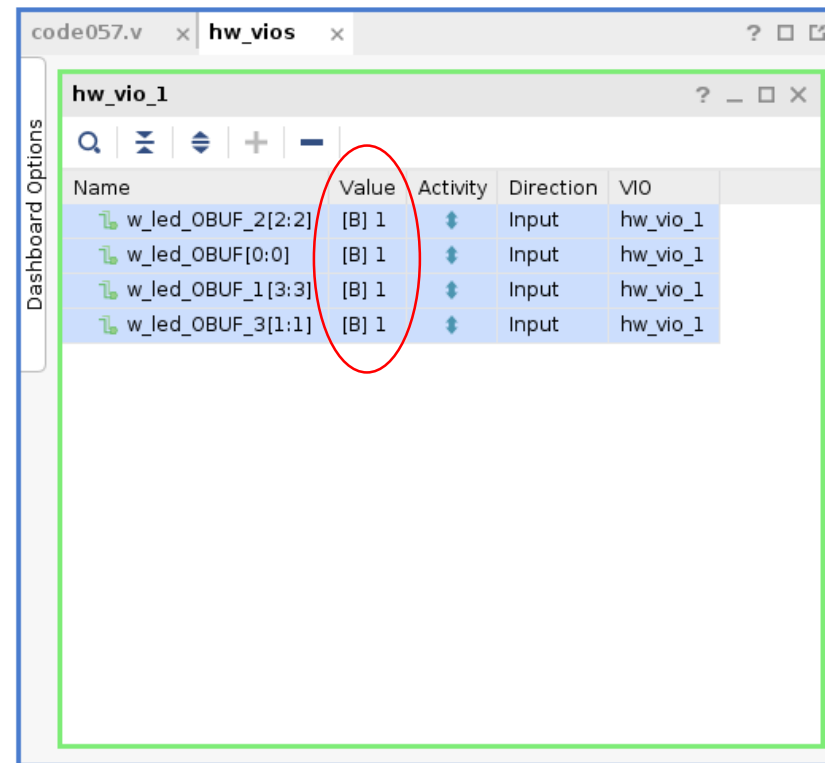 code057.v × hw_vios × ?
Dashboard Options
hw_vio_1 ?
Name Value Activity Direction VIO
w_led_OBUF_2[2:2] [B] 1 Input hw_vio_1
w_led_OBUF[0:0] [B] 1 Input hw_vio_1
w_led_OBUF_1[3:3] [B] 1 Input hw_vio_1
w_led_OBUF_3[1:1] [B] 1 Input hw_vio_1